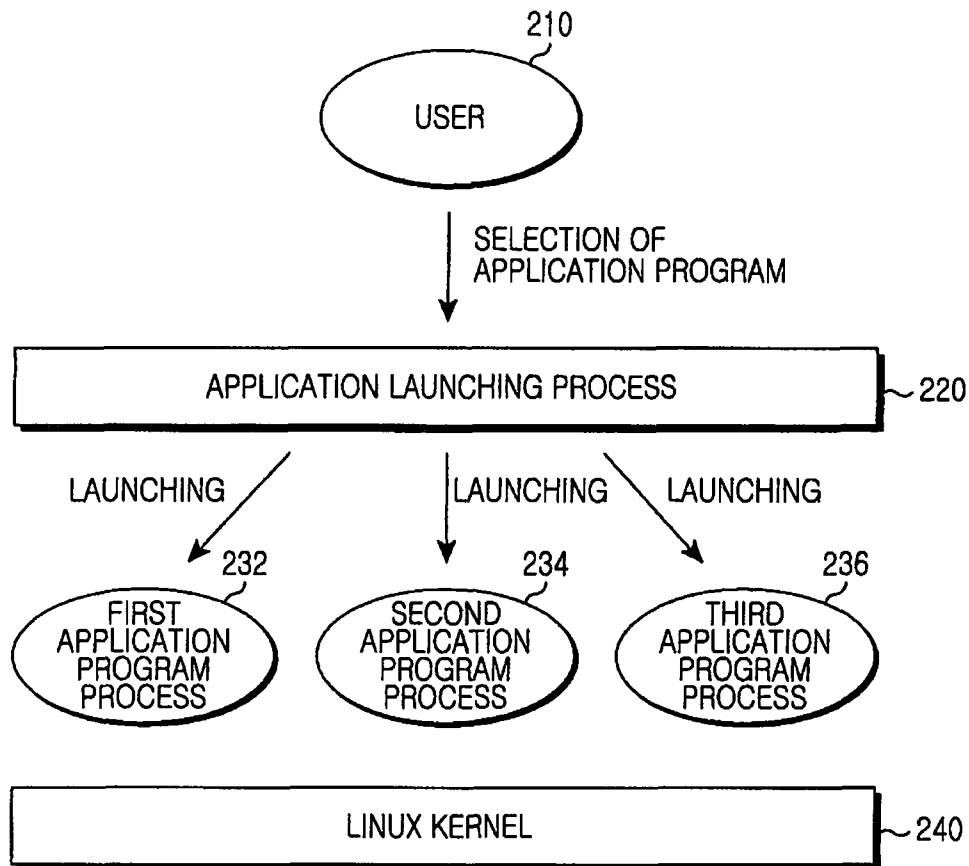 210
USER
SELECTION OF
APPLICATION PROGRAM
APPLICATION LAUNCHING PROCESS
220
LAUNCHING
LAUNCHING
LAUNCHING
232
234
236
FIRST
APPLICATION
PROGRAM
PROCESS
SECOND
APPLICATION
PROGRAM
PROCESS
THIRD
APPLICATION
PROGRAM
PROCESS
LINUX KERNEL
240